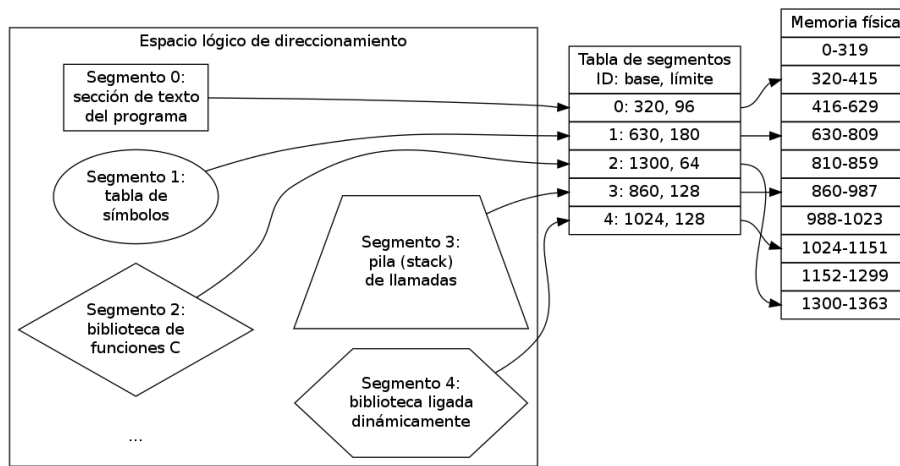 Espacio lógico de direccionamiento
Segmento 0:
sección de texto
del programa
Segmento 1:
tabla de
símbolos
Segmento 2:
biblioteca de
funciones C
...
Segmento 3:
pila (stack)
de llamadas
Segmento 4:
biblioteca ligada
dinámicamente
Tabla de segmentos
ID: base, límite
0: 320, 96
1: 630, 180
2: 1300, 64
3: 860, 128
4: 1024, 128
Memoria física
0-319
320-415
416-629
630-809
810-859
860-987
988-1023
1024-1151
1152-1299
1300-1363